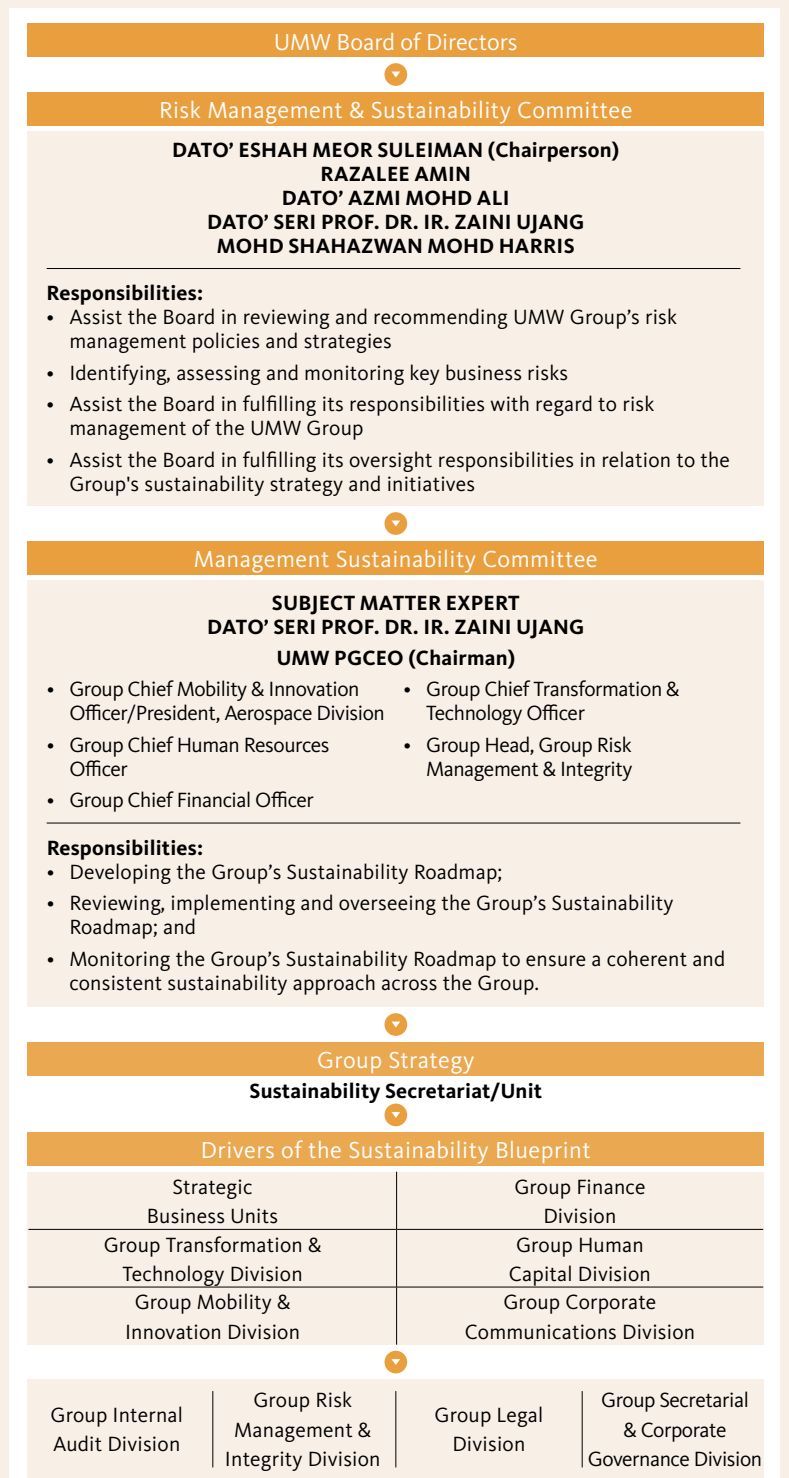 UMW Board of Directors
Risk Management & Sustainability Committee
DATO’ ESHAH MEOR SULEIMAN (Chairperson)
RAZALEE AMIN
DATO’ AZMI MOHD ALI
DATO’ SERI PROF. DR. IR. ZAINI UJANG
MOHD SHAHAZWAN MOHD HARRIS
Responsibilities:
• Assist the Board in reviewing and recommending UMW Group’s risk
management policies and strategies
• Identifying, assessing and monitoring key business risks
• Assist the Board in fulfilling its responsibilities with regard to risk
management of the UMW Group
• Assist the Board in fulfilling its oversight responsibilities in relation to the
Group's sustainability strategy and initiatives
Management Sustainability Committee
SUBJECT MATTER EXPERT
DATO’ SERI PROF. DR. IR. ZAINI UJANG
UMW PGCEO (Chairman)
• Group Chief Mobility & Innovation
Officer/President, Aerospace Division
• Group Chief Human Resources
Officer
• Group Chief Financial Officer
• Group Chief Transformation &
Technology Officer
• Group Head, Group Risk
Management & Integrity
Responsibilities:
• Developing the Group’s Sustainability Roadmap;
• Reviewing, implementing and overseeing the Group’s Sustainability
Roadmap; and
• Monitoring the Group’s Sustainability Roadmap to ensure a coherent and
consistent sustainability approach across the Group.
Group Strategy
Sustainability Secretariat/Unit
Drivers of the Sustainability Blueprint
Strategic
Business Units
Group Finance
Division
Group Transformation &
Technology Division
Group Human
Capital Division
Group Mobility &
Innovation Division
Group Corporate
Communications Division
Group Internal
Audit Division
Group Risk
Management &
Integrity Division
Group Legal
Division
Group Secretarial
& Corporate
Governance Division